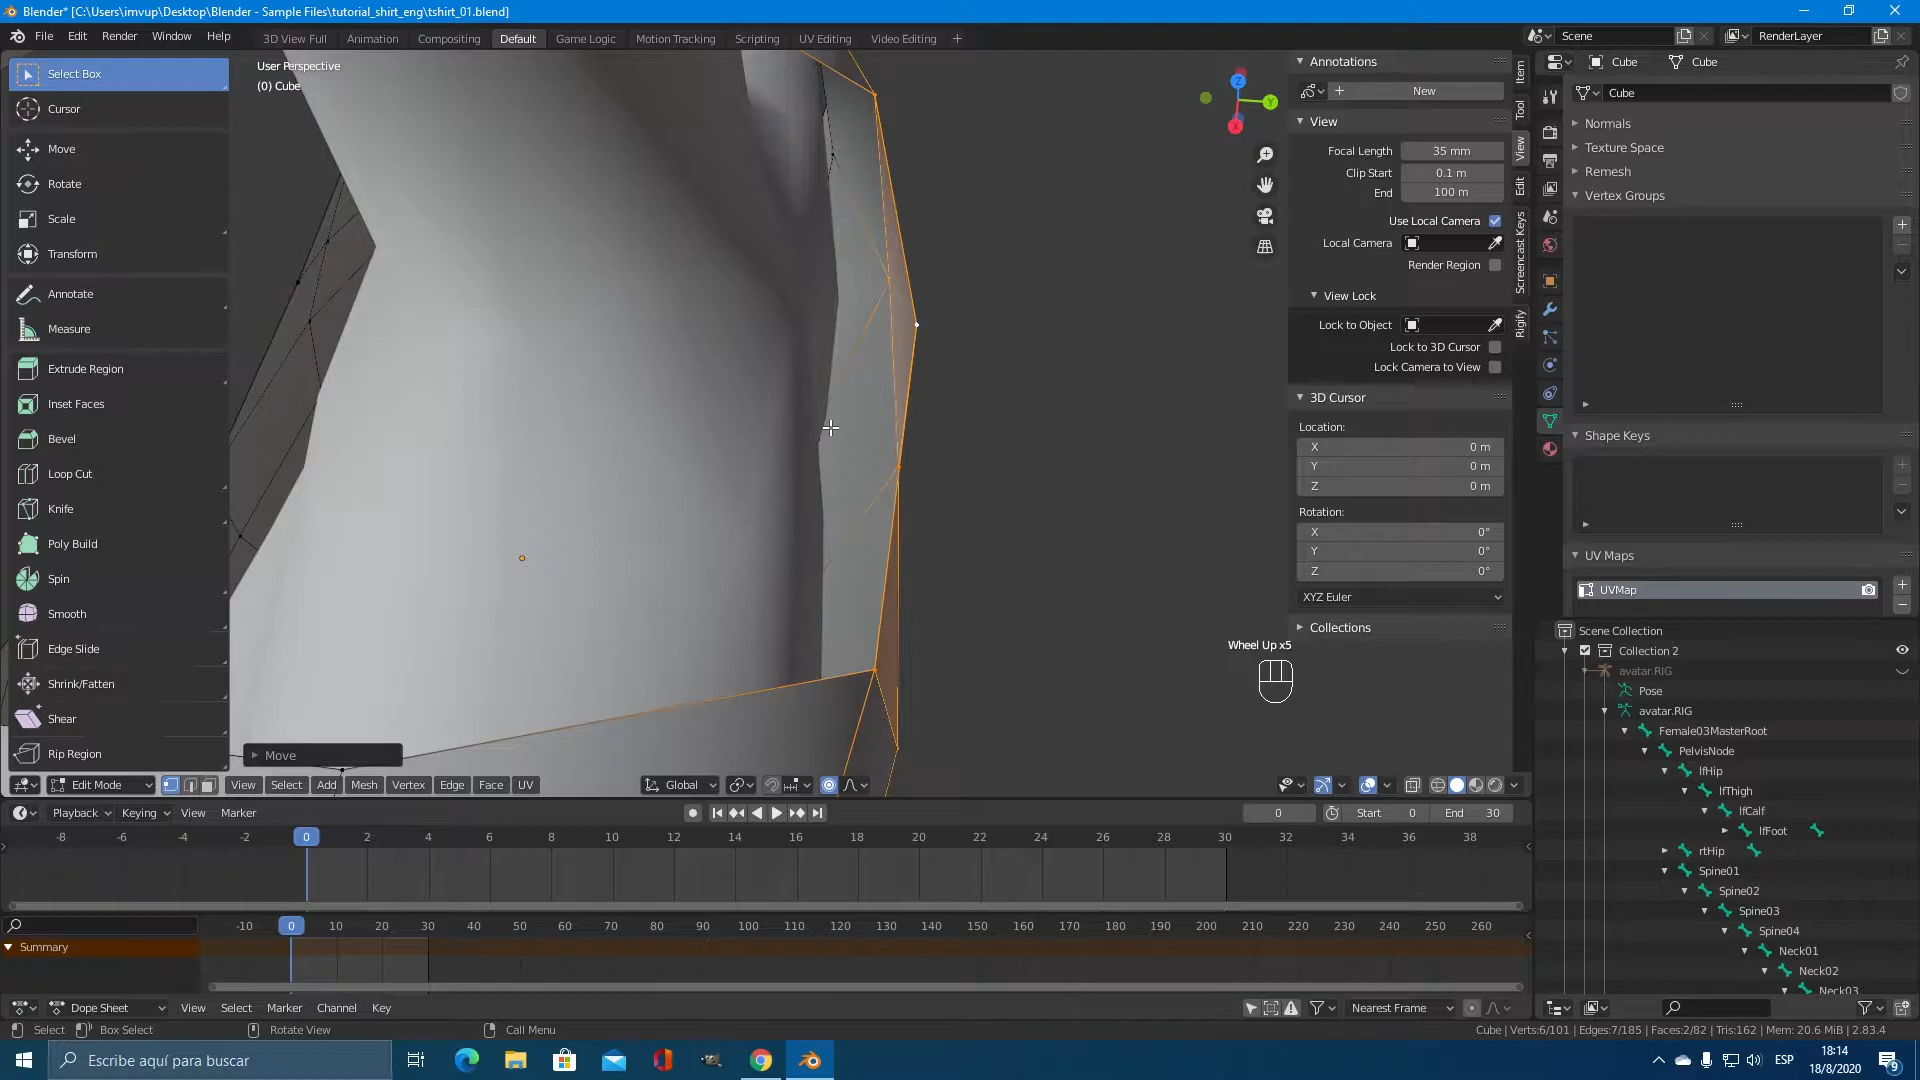 Blender* [C:\Users\imvup\Desktop\Blender - Sample Files\tutorial_shirt_eng\tshirt_01.blend]
File Edit Render Window Help
3D View Full Animation Compositing Default Game Logic Motion Tracking Scripting UV Editing Video Editing
Scene RenderLayer
Select Box
Cursor
Move
Rotate
Scale
Transform
Annotate
Measure
Extrude Region
Inset Faces
Bevel
Loop Cut
Knife
Poly Build
Spin
Smooth
Edge Slide
Shrink/Fatten
Shear
Rip Region
User Perspective
(0) Cube
Z
Y
X
Move
Wheel Up x5
Annotations
New
View
Focal Length 35 mm
Clip Start 0.1 m
End 100 m
Use Local Camera
Local Camera
Render Region
View Lock
Lock to Object
Lock to 3D Cursor
Lock Camera to View
3D Cursor
Location:
X 0 m
Y 0 m
Z 0 m
Rotation:
X 0°
Y 0°
Z 0°
XYZ Euler
Collections
Item
Tool
View
Edit
Screencast Keys
Rigify
Cube Cube
Cube
Normals
Texture Space
Remesh
Vertex Groups
Shape Keys
UV Maps
UVMap
Scene Collection
Collection 2
avatar.RIG
Pose
avatar.RIG
Female03MasterRoot
PelvisNode
lfHip
lfThigh
lfCalf
lfFoot
rtHip
Spine01
Spine02
Spine03
Spine04
Neck01
Neck02
Neck03
Edit Mode View Select Add Mesh Vertex Edge Face UV Global
Playback Keying View Marker 0 Start 0 End 30
-8 -6 -4 -2 0 2 4 6 8 10 12 14 16 18 20 22 24 26 28 30 32 34 36 38
-10 0 10 20 30 40 50 60 70 80 90 100 110 120 130 140 150 160 170 180 190 200 210 220 230 240 250 260
Summary
Dope Sheet View Select Marker Channel Key Nearest Frame
Select Box Select Rotate View Call Menu Cube | Verts:6/101 | Edges:7/185 | Faces:2/82 | Tris:162 | Mem: 20.6 MiB | 2.83.4
Escribe aquí para buscar
ESP
18:14
18/8/2020
9